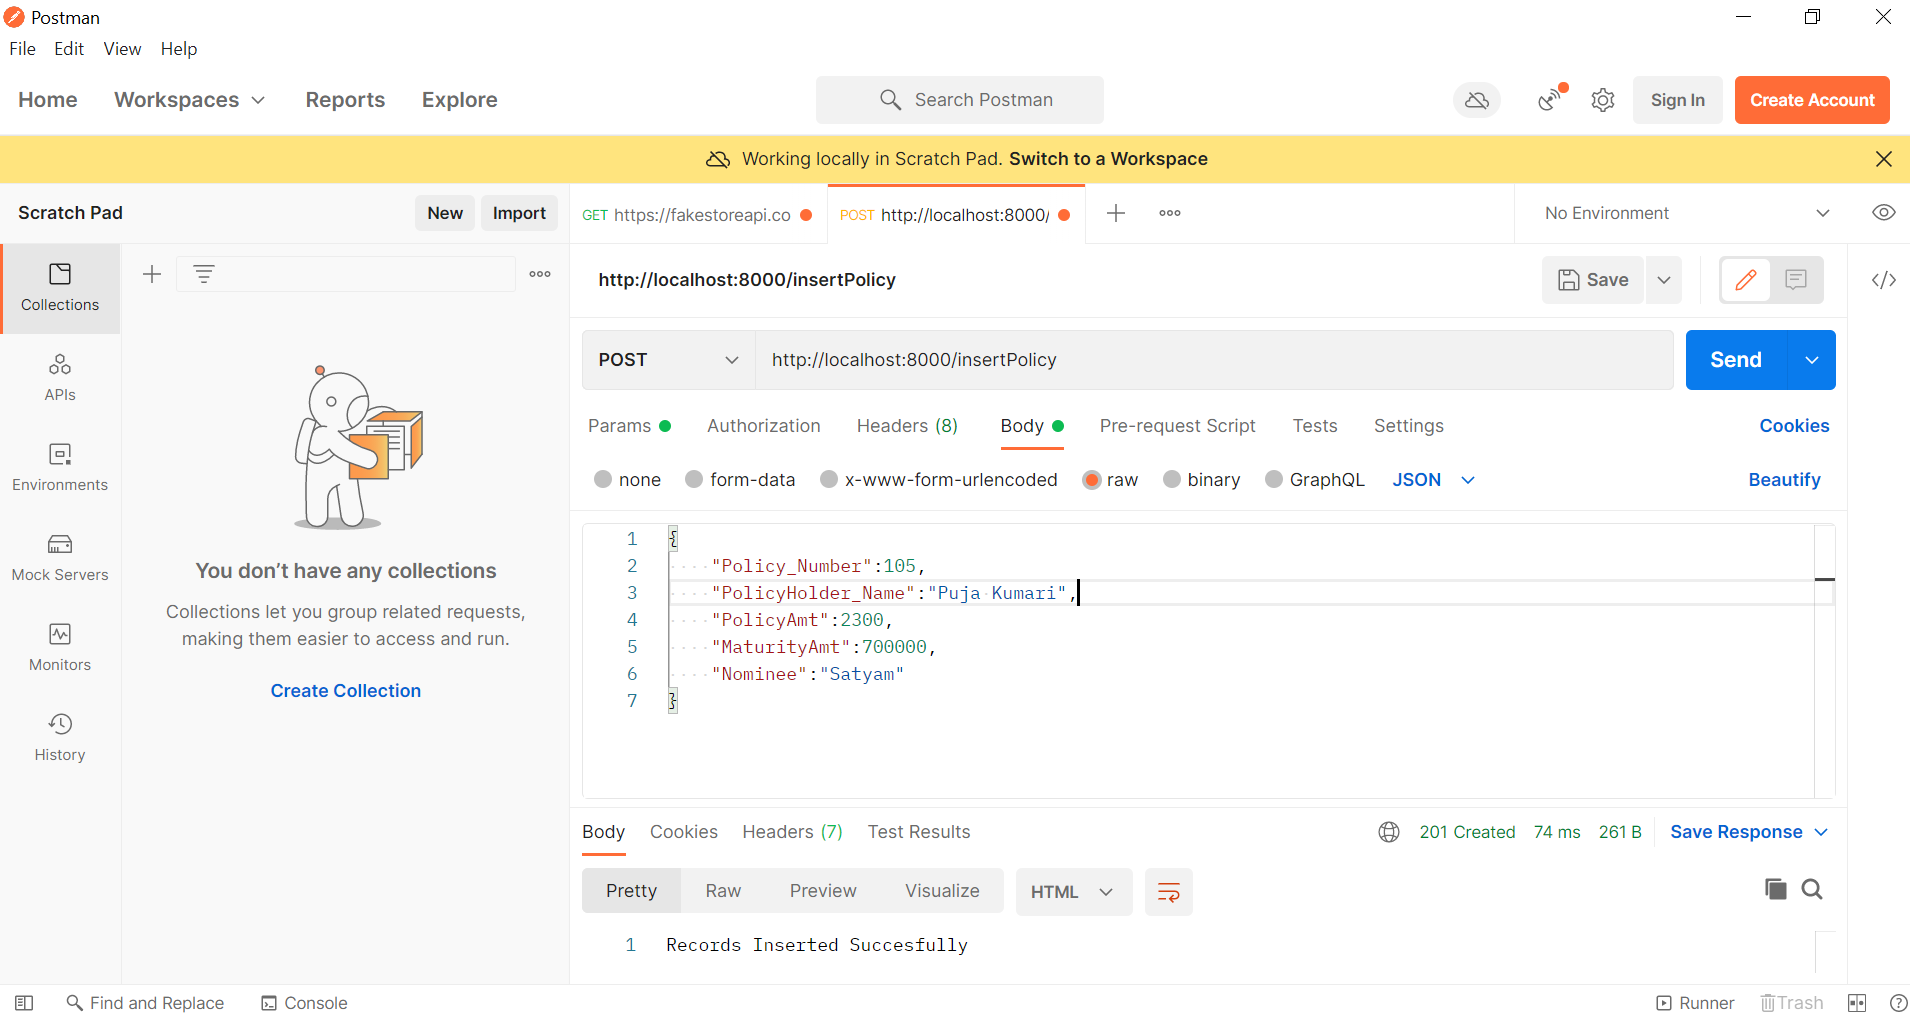 Postman
File Edit View Help
Home Workspaces Reports Explore Search Postman Sign In Create Account
Working locally in Scratch Pad. Switch to a Workspace
Scratch Pad New Import GET https://fakestoreapi.co POST http://localhost:8000/ No Environment
Collections
APIs
Environments
Mock Servers
Monitors
History
You don’t have any collections
Collections let you group related requests,
making them easier to access and run.
Create Collection
http://localhost:8000/insertPolicy Save
POST http://localhost:8000/insertPolicy Send
Params Authorization Headers (8) Body Pre-request Script Tests Settings Cookies
none form-data x-www-form-urlencoded raw binary GraphQL JSON Beautify
1 {
2 "Policy_Number":105,
3 "PolicyHolder_Name":"Puja Kumari",
4 "PolicyAmt":2300,
5 "MaturityAmt":700000,
6 "Nominee":"Satyam"
7 }
Body Cookies Headers (7) Test Results 201 Created 74 ms 261 B Save Response
Pretty Raw Preview Visualize HTML
1 Records Inserted Succesfully
Find and Replace Console Runner Trash